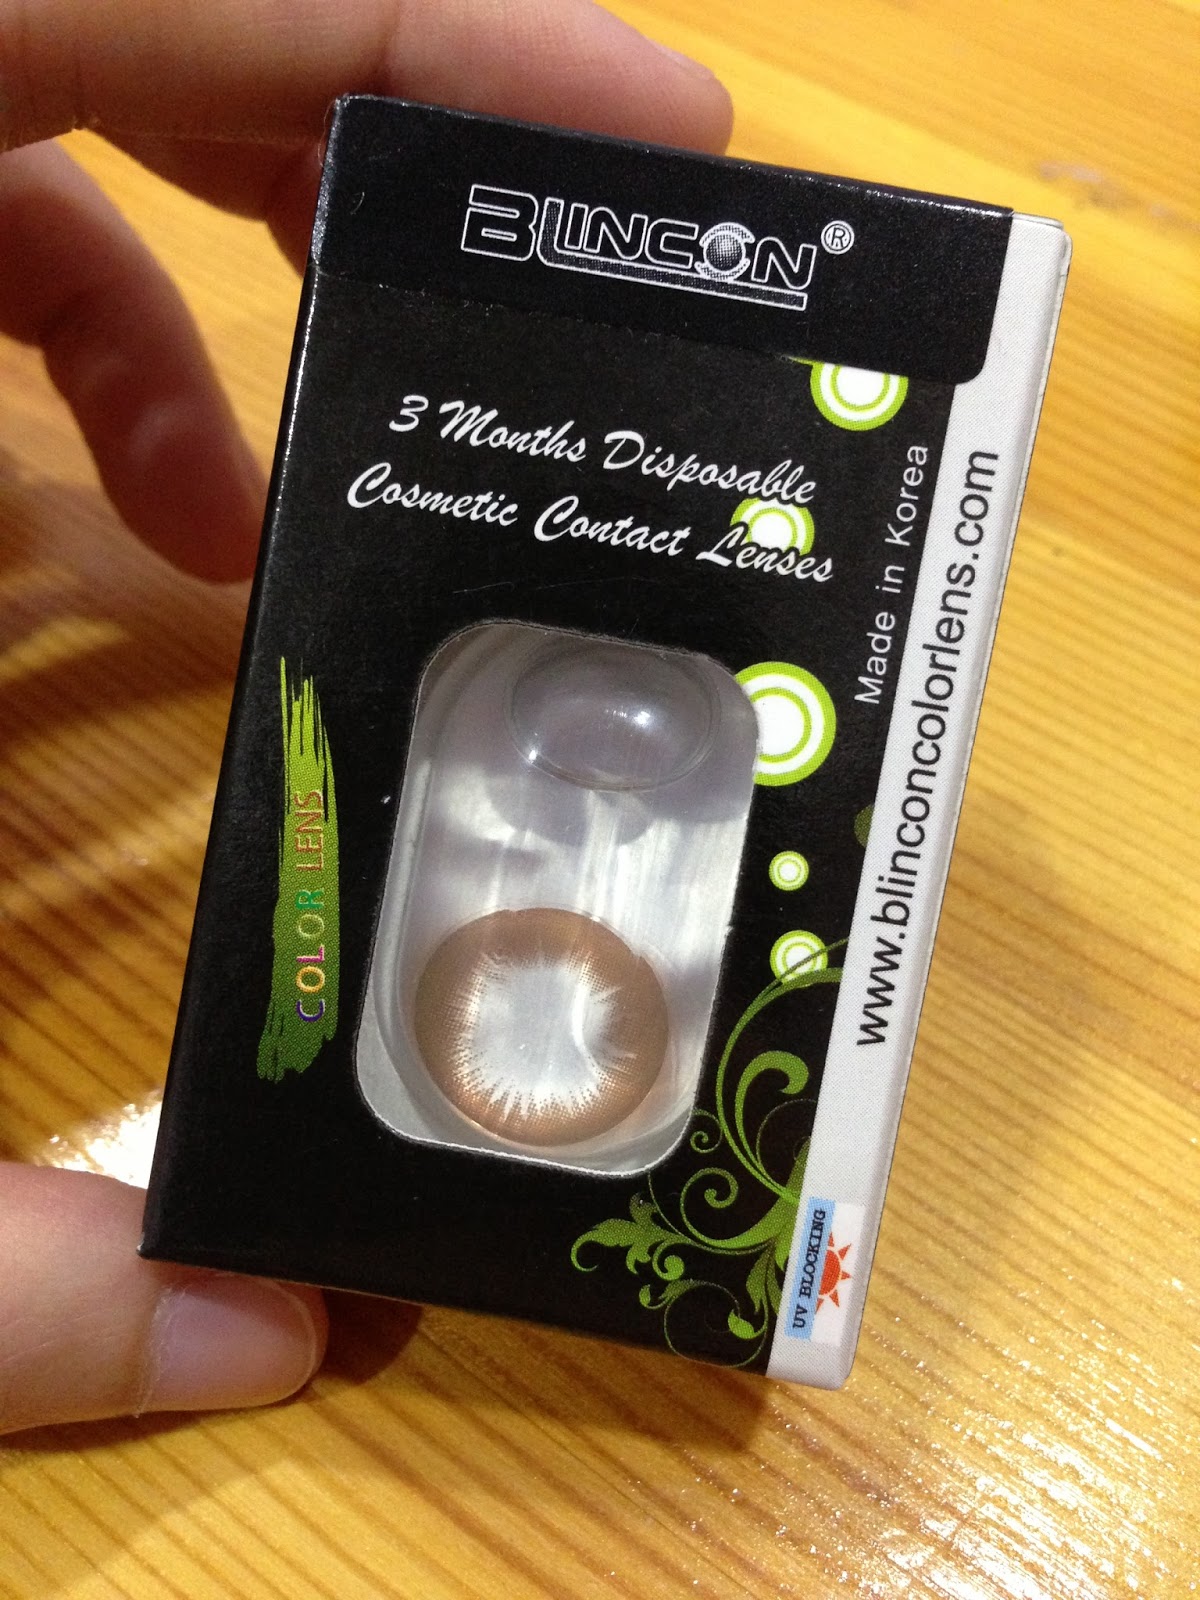 BLINCON®
3 Months Disposable
Cosmetic Contact Lenses
Made in Korea
www.blinconcolorlens.com
COLOR LENS
UV BLOCKING